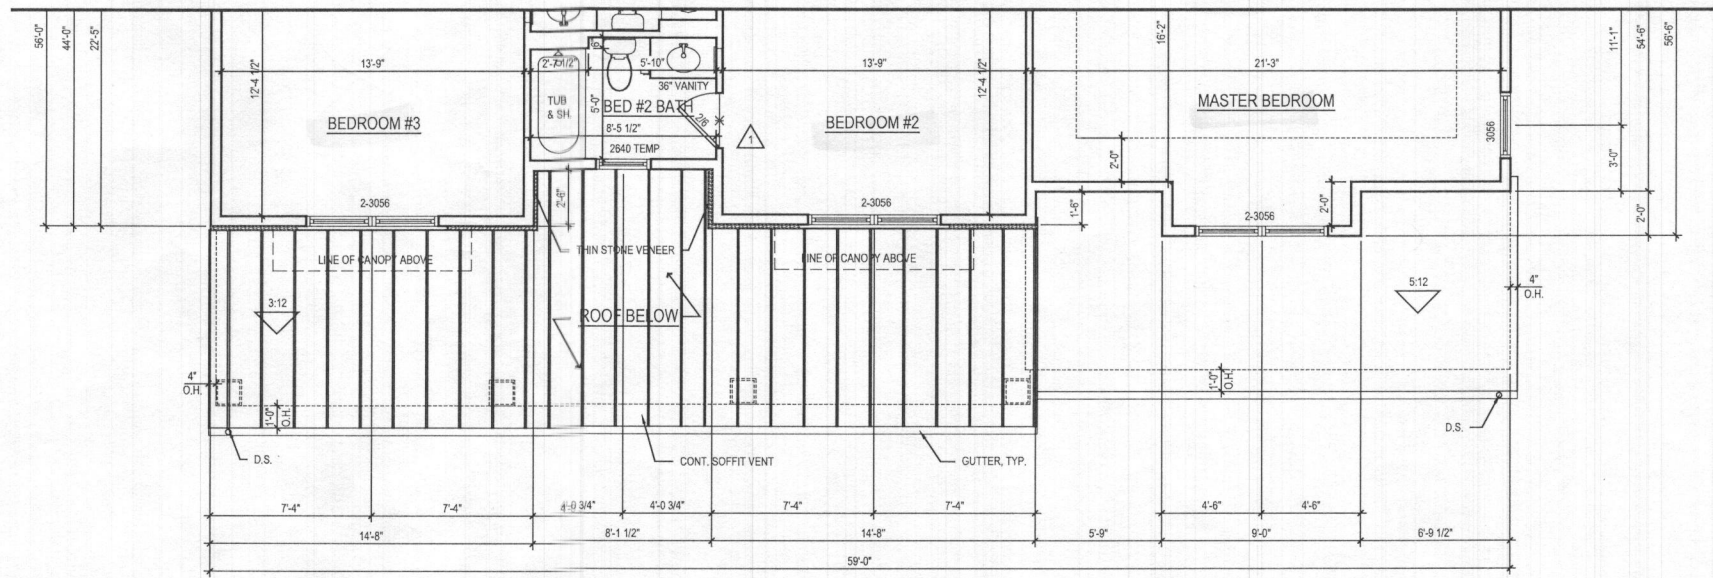 56'-0"
44'-0"
22'-5"
13'-9"
12'-4 1/2"
BEDROOM #3
2-3056
2'-7 1/2"
6"
5'-10"
36" VANITY
TUB
& SH.
5'-0"
BED #2 BATH
2/6
8'-5 1/2"
2640 TEMP
1
13'-9"
12'-4 1/2"
BEDROOM #2
2-3056
16'-2"
21'-3"
MASTER BEDROOM
2'-0"
3056
11'-1"
54'-6"
56'-6"
3'-0"
2'-0"
1'-6"
2-3056
2'-0"
2'-6"
THIN STONE VENEER
LINE OF CANOPY ABOVE
LINE OF CANOPY ABOVE
3:12
ROOF BELOW
5:12
4"
O.H.
4"
O.H.
1'-0"
O.H.
1'-0"
O.H.
D.S.
CONT. SOFFIT VENT
GUTTER, TYP.
D.S.
7'-4"
7'-4"
4'-0 3/4"
4'-0 3/4"
7'-4"
7'-4"
4'-6"
4'-6"
14'-8"
8'-1 1/2"
14'-8"
5'-9"
9'-0"
6'-9 1/2"
59'-0"